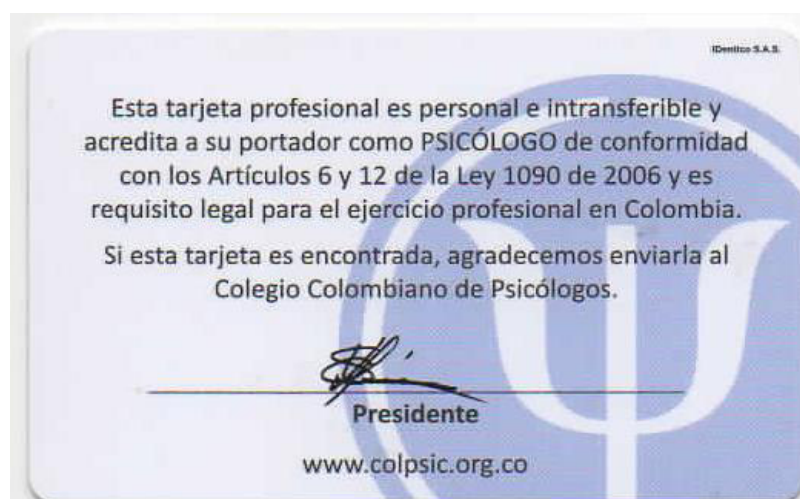 IDentico S.A.S.
Esta tarjeta profesional es personal e intransferible y
acredita a su portador como PSICÓLOGO de conformidad
con los Artículos 6 y 12 de la Ley 1090 de 2006 y es
requisito legal para el ejercicio profesional en Colombia.
Si esta tarjeta es encontrada, agradecemos enviarla al
Colegio Colombiano de Psicólogos.
Presidente
www.colpsic.org.co